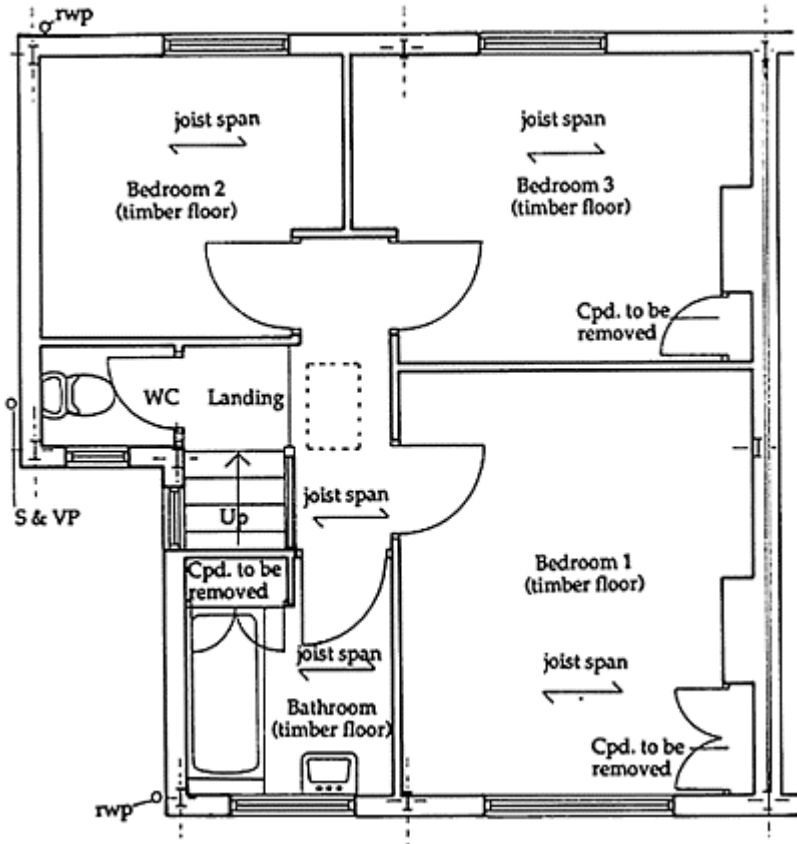 rwp
joist span
joist span
Bedroom 2
(timber floor)
Bedroom 3
(timber floor)
Cpd. to be
removed
WC
Landing
S & VP
Up
joist span
Cpd. to be
removed
Bedroom 1
(timber floor)
joist span
joist span
Bathroom
(timber floor)
Cpd. to be
removed
rwp